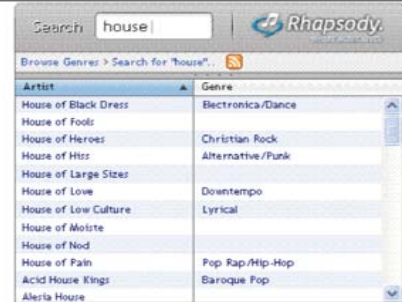 Search house
Rhapsody.
Browse Genres > Search for "house"..
Artist Genre
House of Black Dress Electronica/Dance
House of Fools
House of Heroes Christian Rock
House of Hiss Alternative/Punk
House of Large Sizes
House of Love Downtempo
House of Low Culture Lyrical
House of Moiste
House of Nod
House of Pain Pop Rap/Hip-Hop
Acid House Kings Baroque Pop
Alesia House